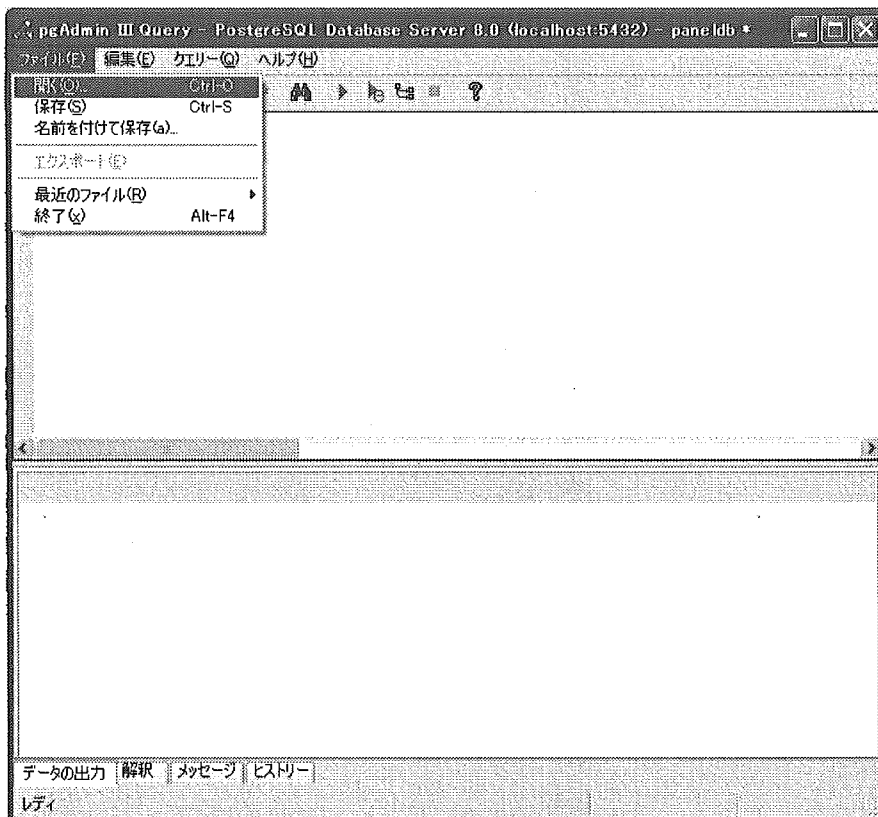 pgAdmin III Query - PostgreSQL Database Server 8.0 (localhost:5432) - paneldb *
ファイル(F) 編集(E) クエリー(Q) ヘルプ(H)
開く(O)... Ctrl-O
保存(S) Ctrl-S
名前を付けて保存(a)...
エクスポート(E)
最近のファイル(R)
終了(x) Alt-F4
データの出力 解釈 メッセージ ヒストリー
レディ